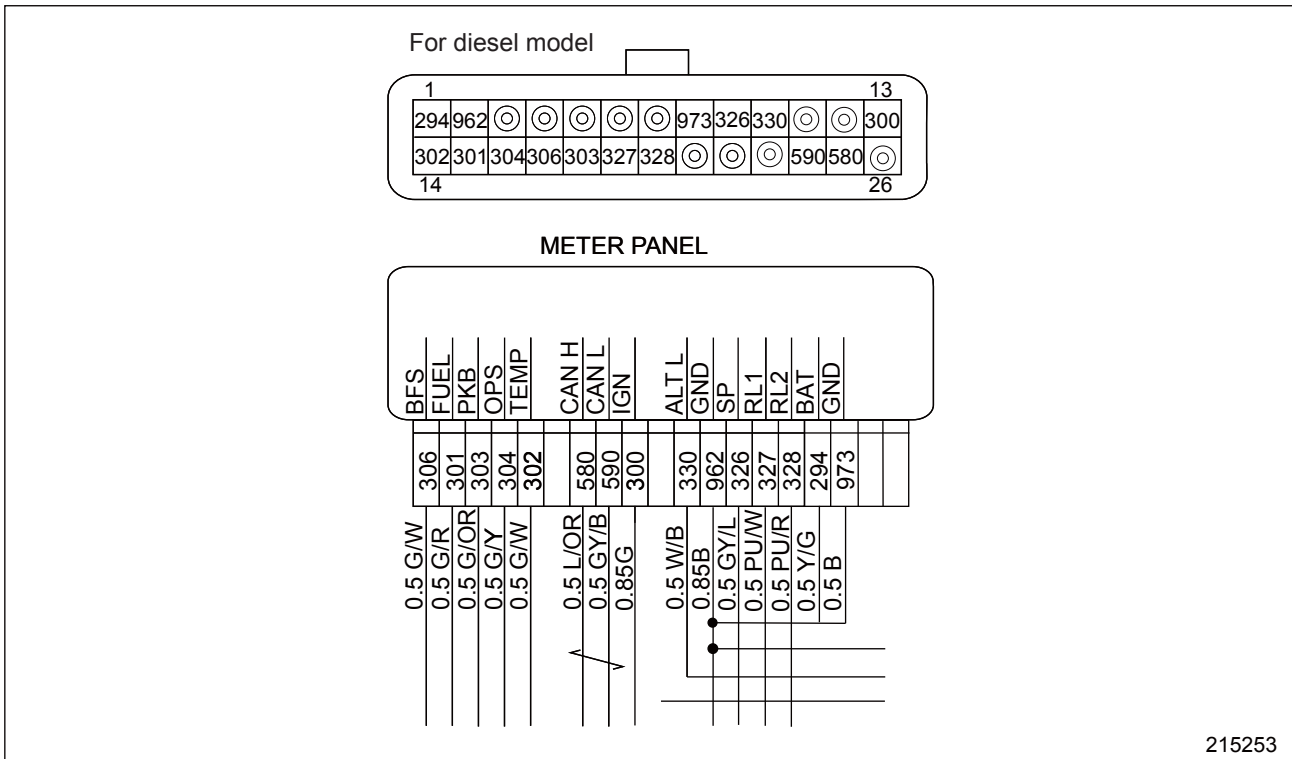 For diesel model
1 13
294 962 973 326 330 300
302 301 304 306 303 327 328 590 580
14 26
METER PANEL
BFS FUEL PKB OPS TEMP CAN H CAN L IGN ALT L GND SP RL1 RL2 BAT GND
306 301 303 304 302 580 590 300 330 962 326 327 328 294 973
0.5 G/W 0.5 G/R 0.5 G/OR 0.5 G/Y 0.5 G/W 0.5 L/OR 0.5 GY/B 0.85G 0.5 W/B 0.85B 0.5 GY/L 0.5 PU/W 0.5 PU/R 0.5 Y/G 0.5 B
215253